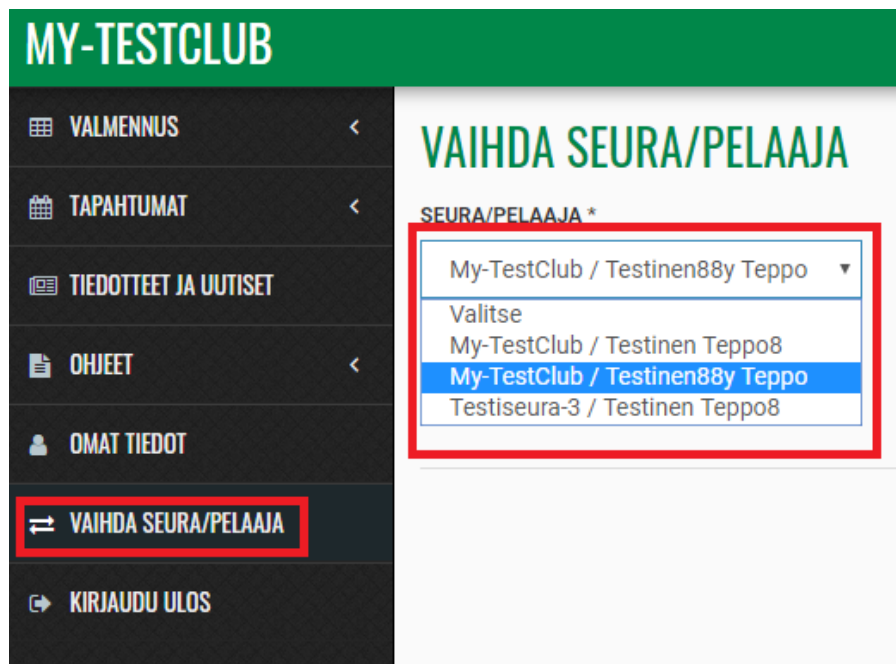 MY-TESTCLUB
VALMENNUS
TAPAHTUMAT
TIEDOTTEET JA UUTISET
OHJEET
OMAT TIEDOT
VAIHDA SEURA/PELAAJA
KIRJAUDU ULOS
VAIHDA SEURA/PELAAJA
SEURA/PELAAJA *
My-TestClub / Testinen88y Teppo
Valitse
My-TestClub / Testinen Teppo8
My-TestClub / Testinen88y Teppo
Testiseura-3 / Testinen Teppo8